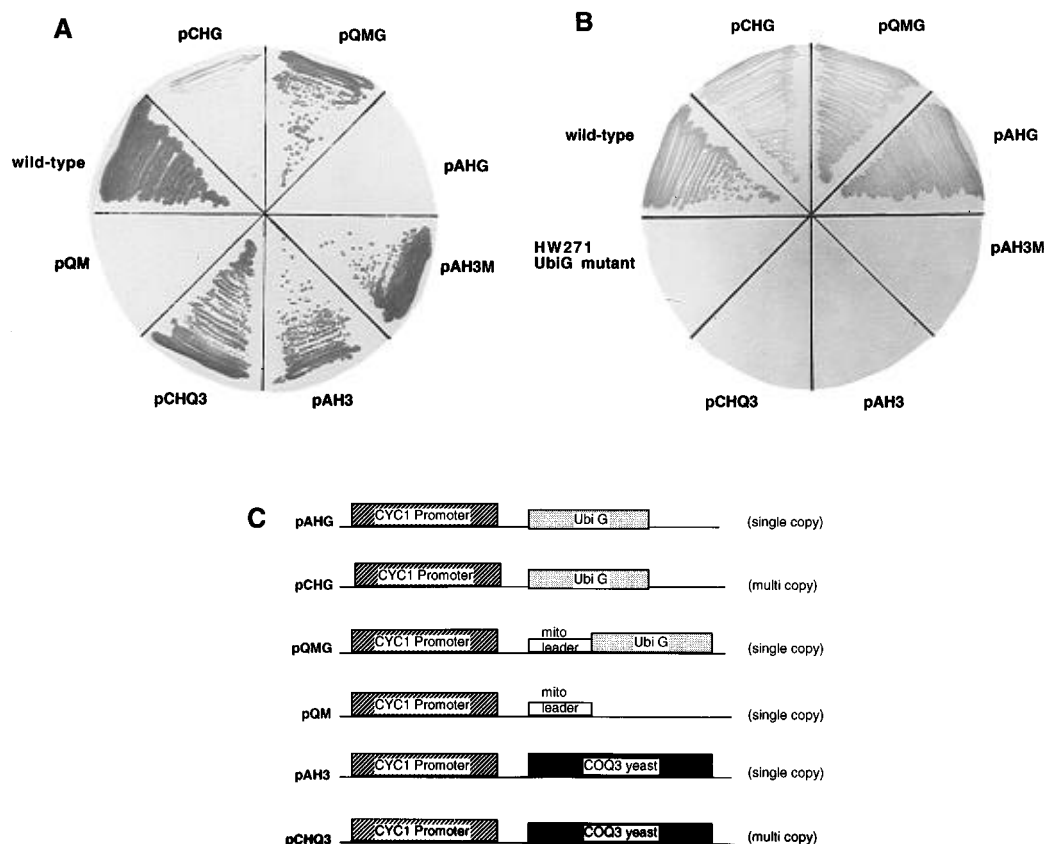 A
pCHG
pQMG
wild-type
pAHG
pQM
pAH3M
pCHQ3
pAH3
B
pCHG
pQMG
wild-type
pAHG
HW271
UbiG mutant
pAH3M
pCHQ3
pAH3
C
pAHG CYC1 Promoter Ubi G (single copy)
pCHG CYC1 Promoter Ubi G (multi copy)
pQMG CYC1 Promoter mito leader Ubi G (single copy)
pQM CYC1 Promoter mito leader (single copy)
pAH3 CYC1 Promoter COQ3 yeast (single copy)
pCHQ3 CYC1 Promoter COQ3 yeast (multi copy)